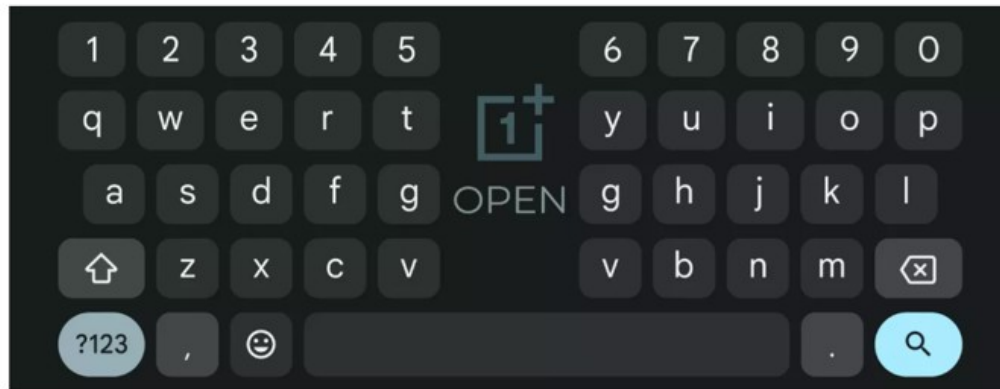 1 2 3 4 5 6 7 8 9 0
q w e r t 1+ y u i o p
a s d f g OPEN g h j k l
z x c v v b n m
?123 , .